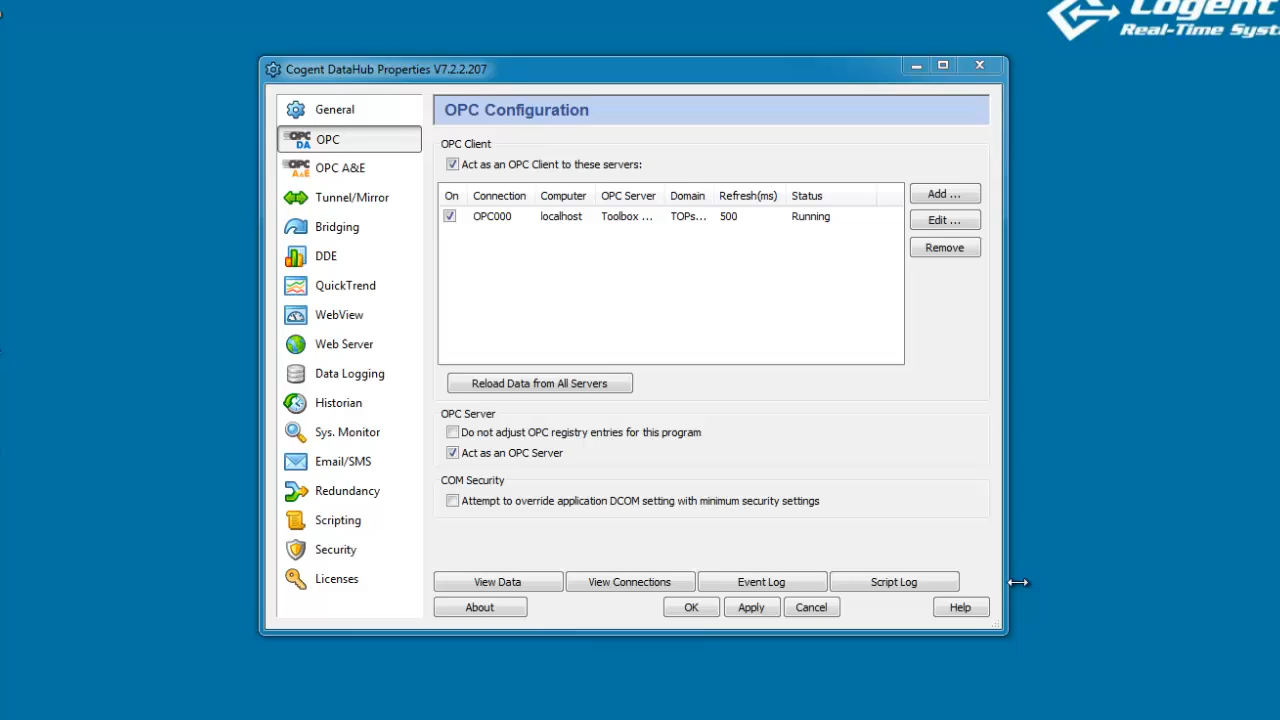 Cogent
Real-Time Syst
Cogent DataHub Properties V7.2.2.207
General
OPC DA OPC
OPC A&E OPC A&E
Tunnel/Mirror
Bridging
DDE
QuickTrend
WebView
Web Server
Data Logging
Historian
Sys. Monitor
Email/SMS
Redundancy
Scripting
Security
Licenses
OPC Configuration
OPC Client
Act as an OPC Client to these servers:
On Connection Computer OPC Server Domain Refresh(ms) Status
OPC000 localhost Toolbox ... TOPs... 500 Running
Add ...
Edit ...
Remove
Reload Data from All Servers
OPC Server
Do not adjust OPC registry entries for this program
Act as an OPC Server
COM Security
Attempt to override application DCOM setting with minimum security settings
View Data View Connections Event Log Script Log
About OK Apply Cancel Help